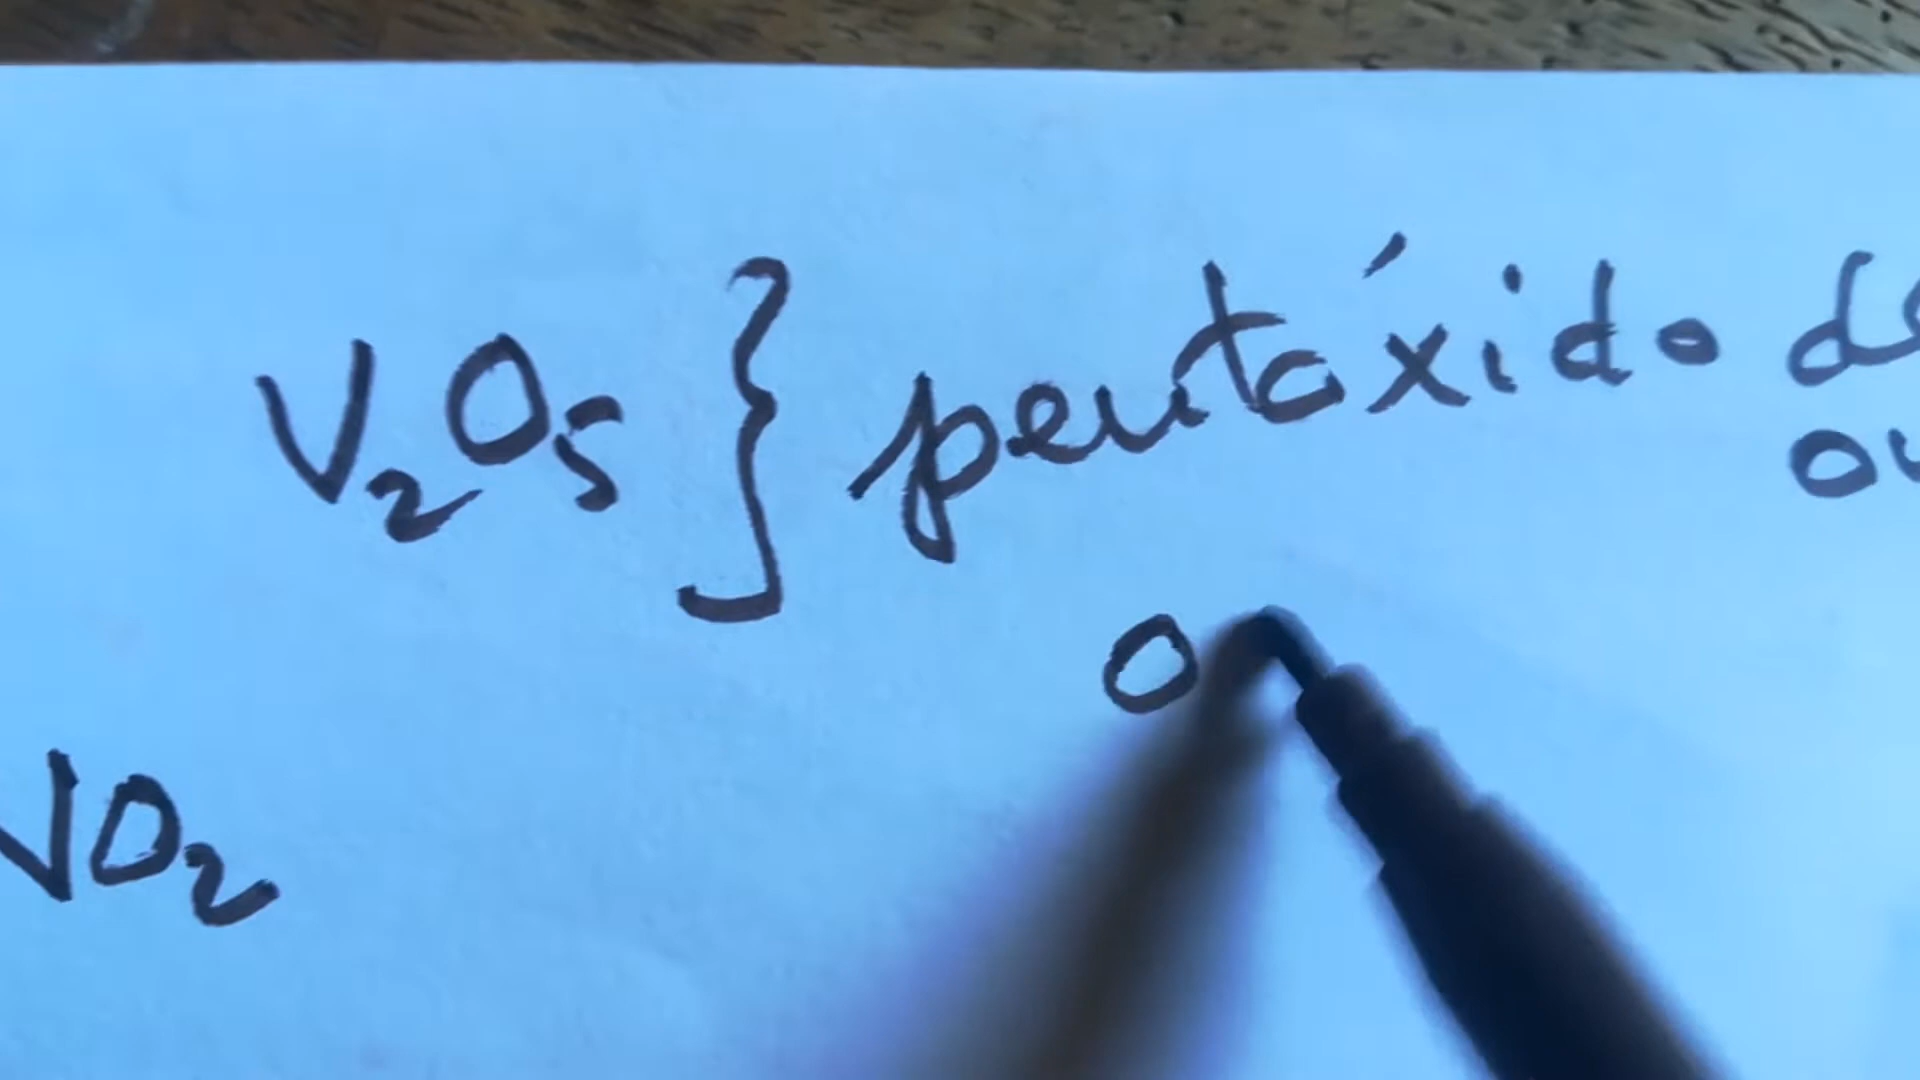 V₂O₅ } pentóxido de
ou
O
VO₂